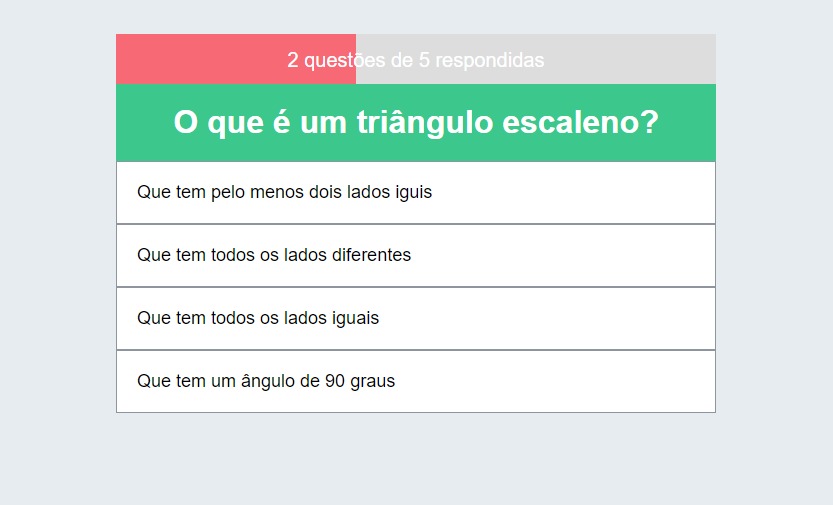 2 questões de 5 respondidas
O que é um triângulo escaleno?
Que tem pelo menos dois lados iguis
Que tem todos os lados diferentes
Que tem todos os lados iguais
Que tem um ângulo de 90 graus